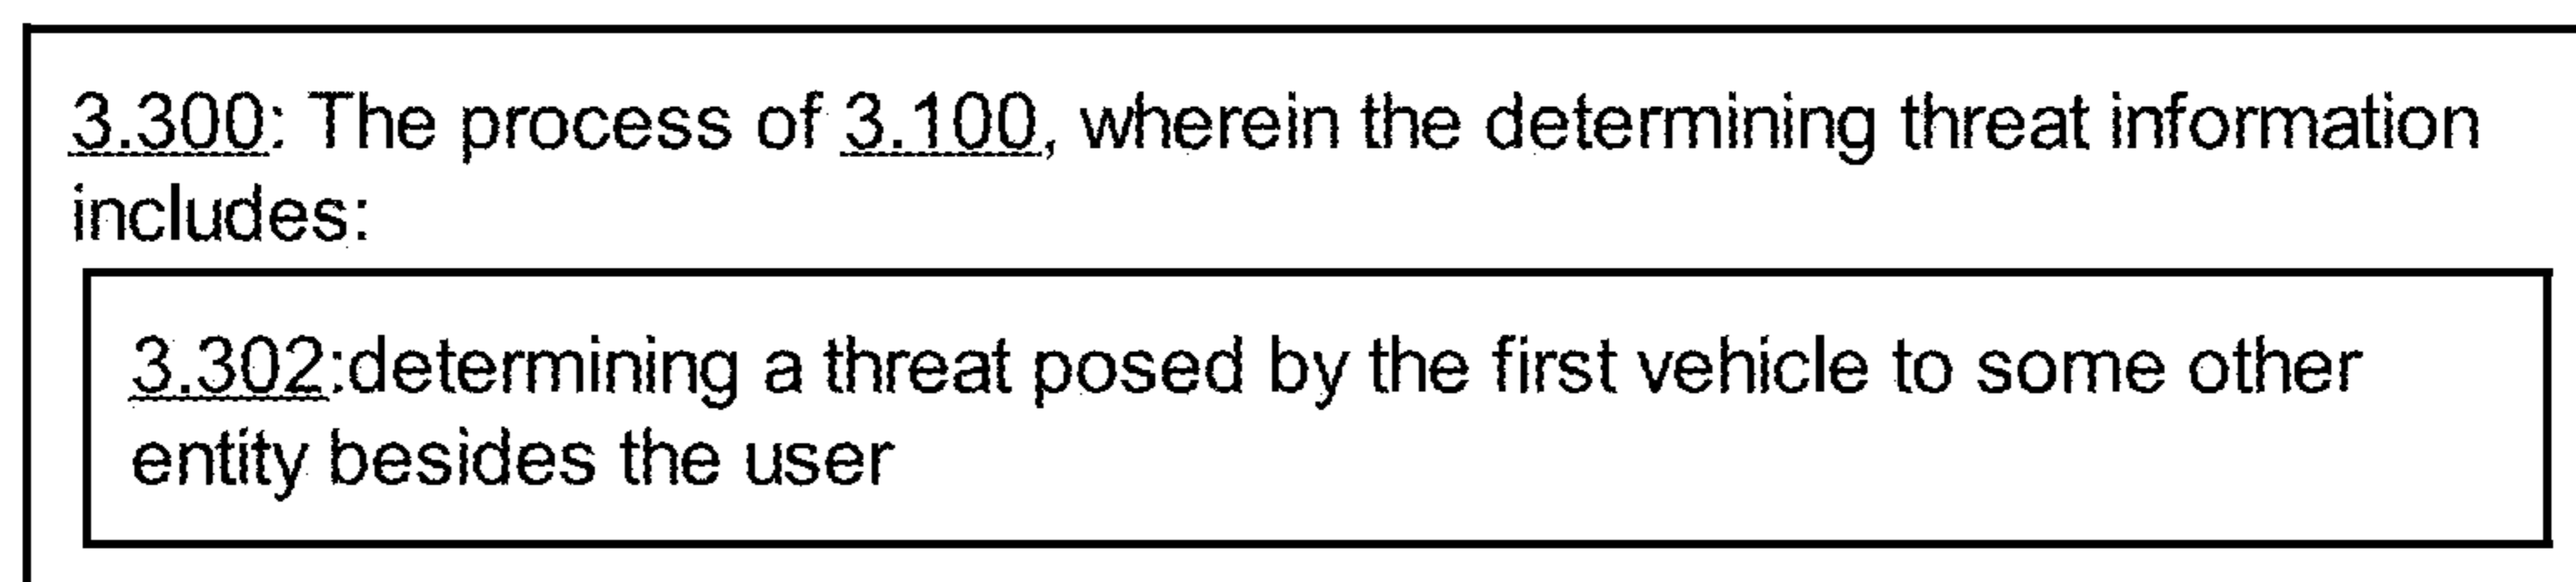 3.300: The process of 3.100, wherein the determining threat information
includes:
3.302:determining a threat posed by the first vehicle to some other
entity besides the user